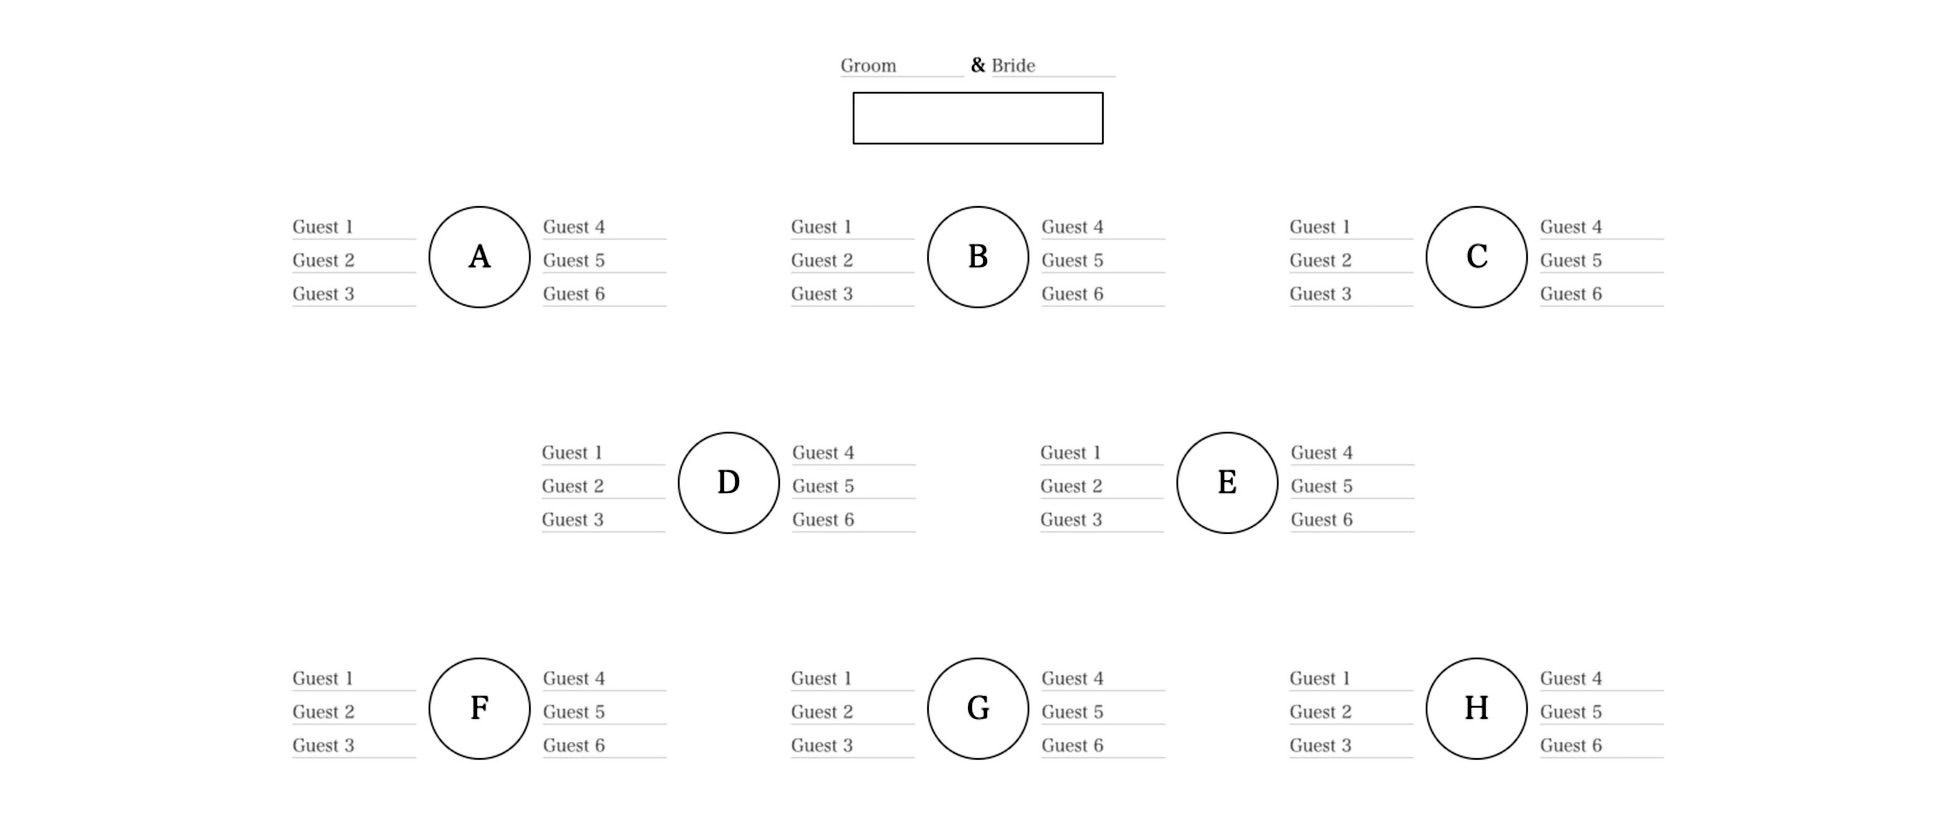 Groom & Bride
Guest 1 Guest 4 Guest 1 Guest 4 Guest 1 Guest 4
Guest 2 A Guest 5 Guest 2 B Guest 5 Guest 2 C Guest 5
Guest 3 Guest 6 Guest 3 Guest 6 Guest 3 Guest 6
Guest 1 Guest 4 Guest 1 Guest 4
Guest 2 D Guest 5 Guest 2 E Guest 5
Guest 3 Guest 6 Guest 3 Guest 6
Guest 1 Guest 4 Guest 1 Guest 4 Guest 1 Guest 4
Guest 2 F Guest 5 Guest 2 G Guest 5 Guest 2 H Guest 5
Guest 3 Guest 6 Guest 3 Guest 6 Guest 3 Guest 6